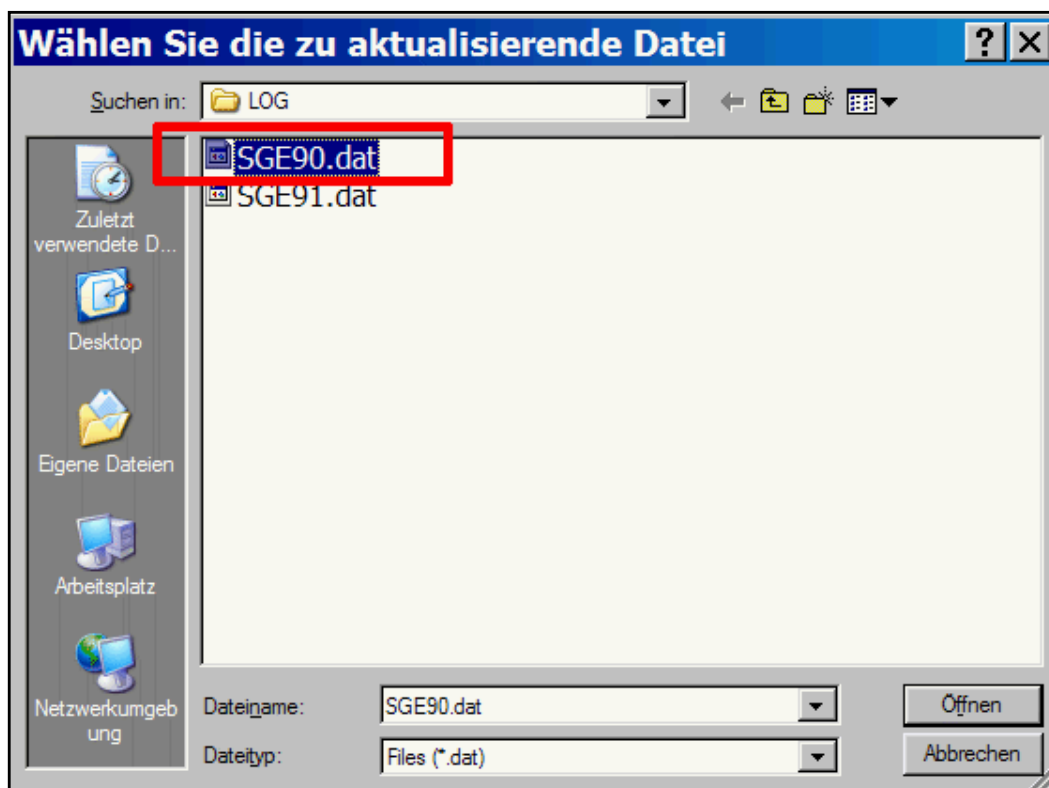 Wählen Sie die zu aktualisierende Datei
Suchen in: LOG
SGE90.dat
SGE91.dat
Zuletzt
verwendete D...
Desktop
Eigene Dateien
Arbeitsplatz
Netzwerkumgeb
ung
Dateiname: SGE90.dat Öffnen
Dateityp: Files (*.dat) Abbrechen